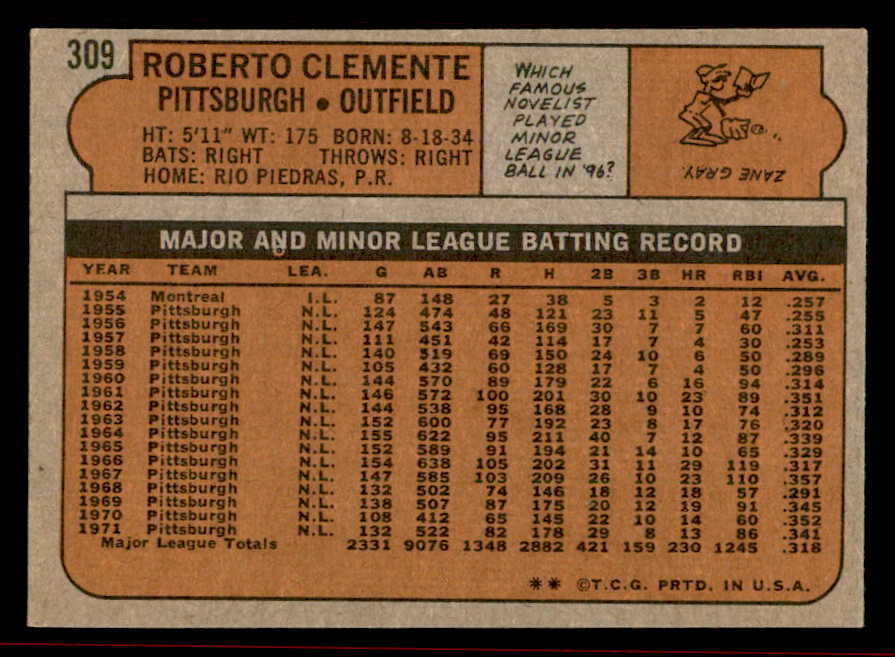 309
ROBERTO CLEMENTE
PITTSBURGH • OUTFIELD
HT: 5'11" WT: 175 BORN: 8-18-34
BATS: RIGHT THROWS: RIGHT
HOME: RIO PIEDRAS, P.R.
WHICH
FAMOUS
NOVELIST
PLAYED
MINOR
LEAGUE
BALL IN '96?
ZANE GRAY.
MAJOR AND MINOR LEAGUE BATTING RECORD
YEAR TEAM LEA. G AB R H 2B 3B HR RBI AVG.
1954 Montreal I.L. 87 148 27 38 5 3 2 12 .257
1955 Pittsburgh N.L. 124 474 48 121 23 11 5 47 .255
1956 Pittsburgh N.L. 147 543 66 169 30 7 7 60 .311
1957 Pittsburgh N.L. 111 451 42 114 17 7 4 30 .253
1958 Pittsburgh N.L. 140 519 69 150 24 10 6 50 .289
1959 Pittsburgh N.L. 105 432 60 128 17 7 4 50 .296
1960 Pittsburgh N.L. 144 570 89 179 22 6 16 94 .314
1961 Pittsburgh N.L. 146 572 100 201 30 10 23 89 .351
1962 Pittsburgh N.L. 144 538 95 168 28 9 10 74 .312
1963 Pittsburgh N.L. 152 600 77 192 23 8 17 76 .320
1964 Pittsburgh N.L. 155 622 95 211 40 7 12 87 .339
1965 Pittsburgh N.L. 152 589 91 194 21 14 10 65 .329
1966 Pittsburgh N.L. 154 638 105 202 31 11 29 119 .317
1967 Pittsburgh N.L. 147 585 103 209 26 10 23 110 .357
1968 Pittsburgh N.L. 132 502 74 146 18 12 18 57 .291
1969 Pittsburgh N.L. 138 507 87 175 20 12 19 91 .345
1970 Pittsburgh N.L. 108 412 65 145 22 10 14 60 .352
1971 Pittsburgh N.L. 132 522 82 178 29 8 13 86 .341
Major League Totals 2331 9076 1348 2882 421 159 230 1245 .318
** ©T.C.G. PRTD. IN U.S.A.